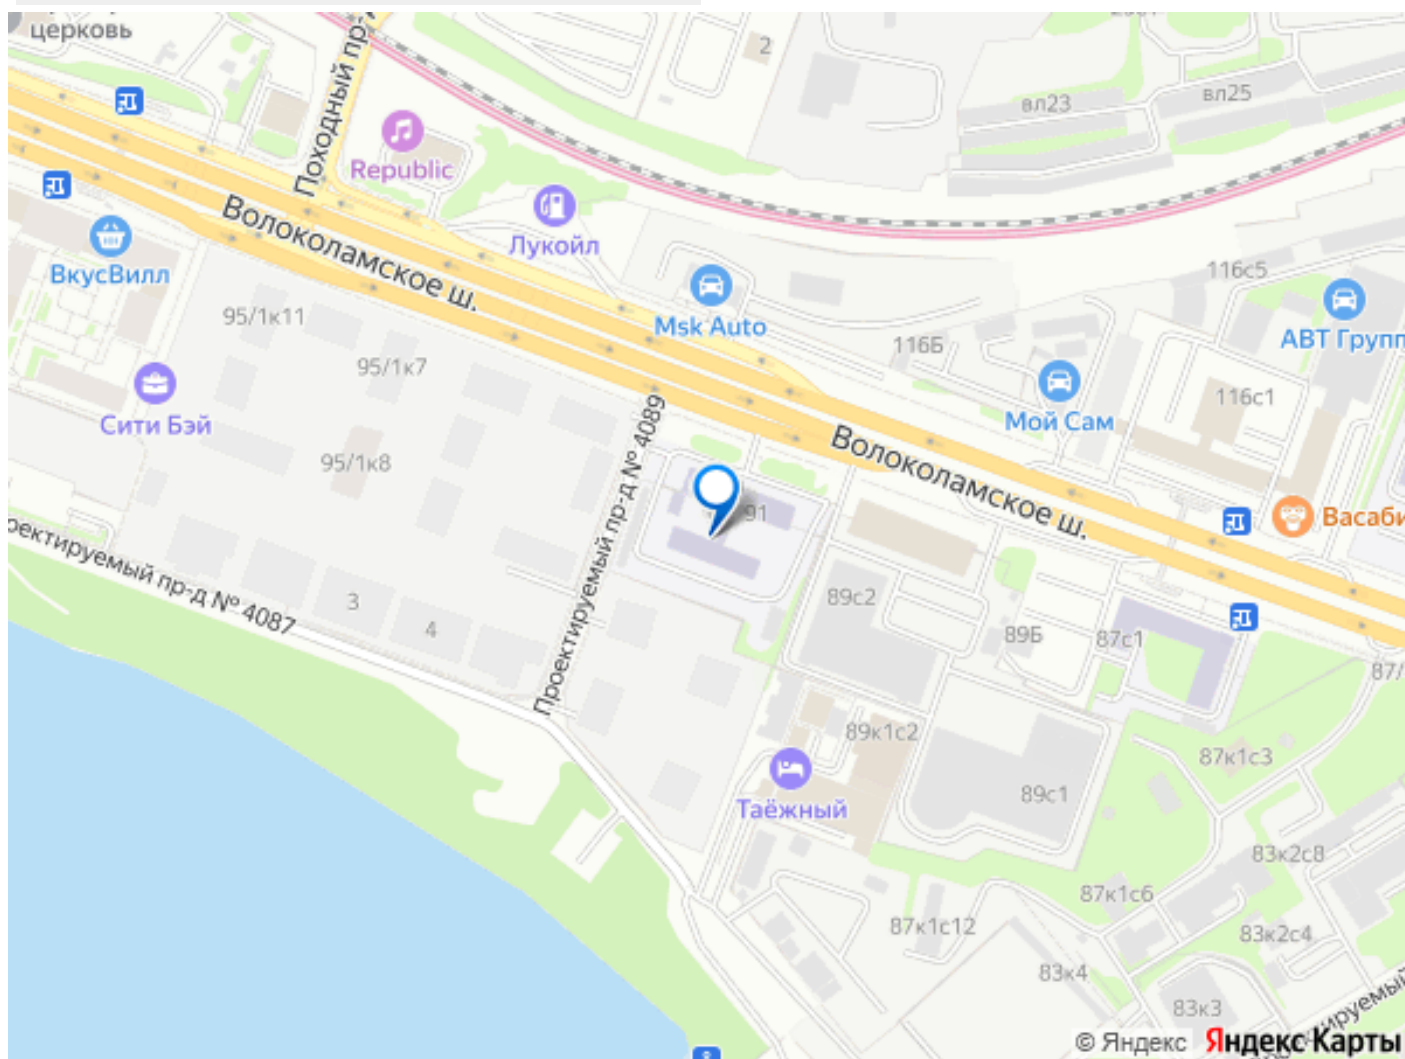 церковь
Походный пр-
2
вл23
вл25
Republic
Волоколамское ш.
Лукойл
ВкусВилл
116с5
95/1к11
Msk Auto
АВТ Групп
95/1к7
116Б
116с1
Сити Бэй
Мой Сам
95/1к8
Проектируемый пр-д № 4089
Волоколамское ш.
91
Васаби
роектируемый пр-д № 4087
3
4
89с2
89Б
87с1
87/
89к1с2
87к1с3
Таёжный
89с1
83к2с8
87к1с6
87к1с12
83к2с4
83к4
83к3
ируемый
© Яндекс Яндекс Карты